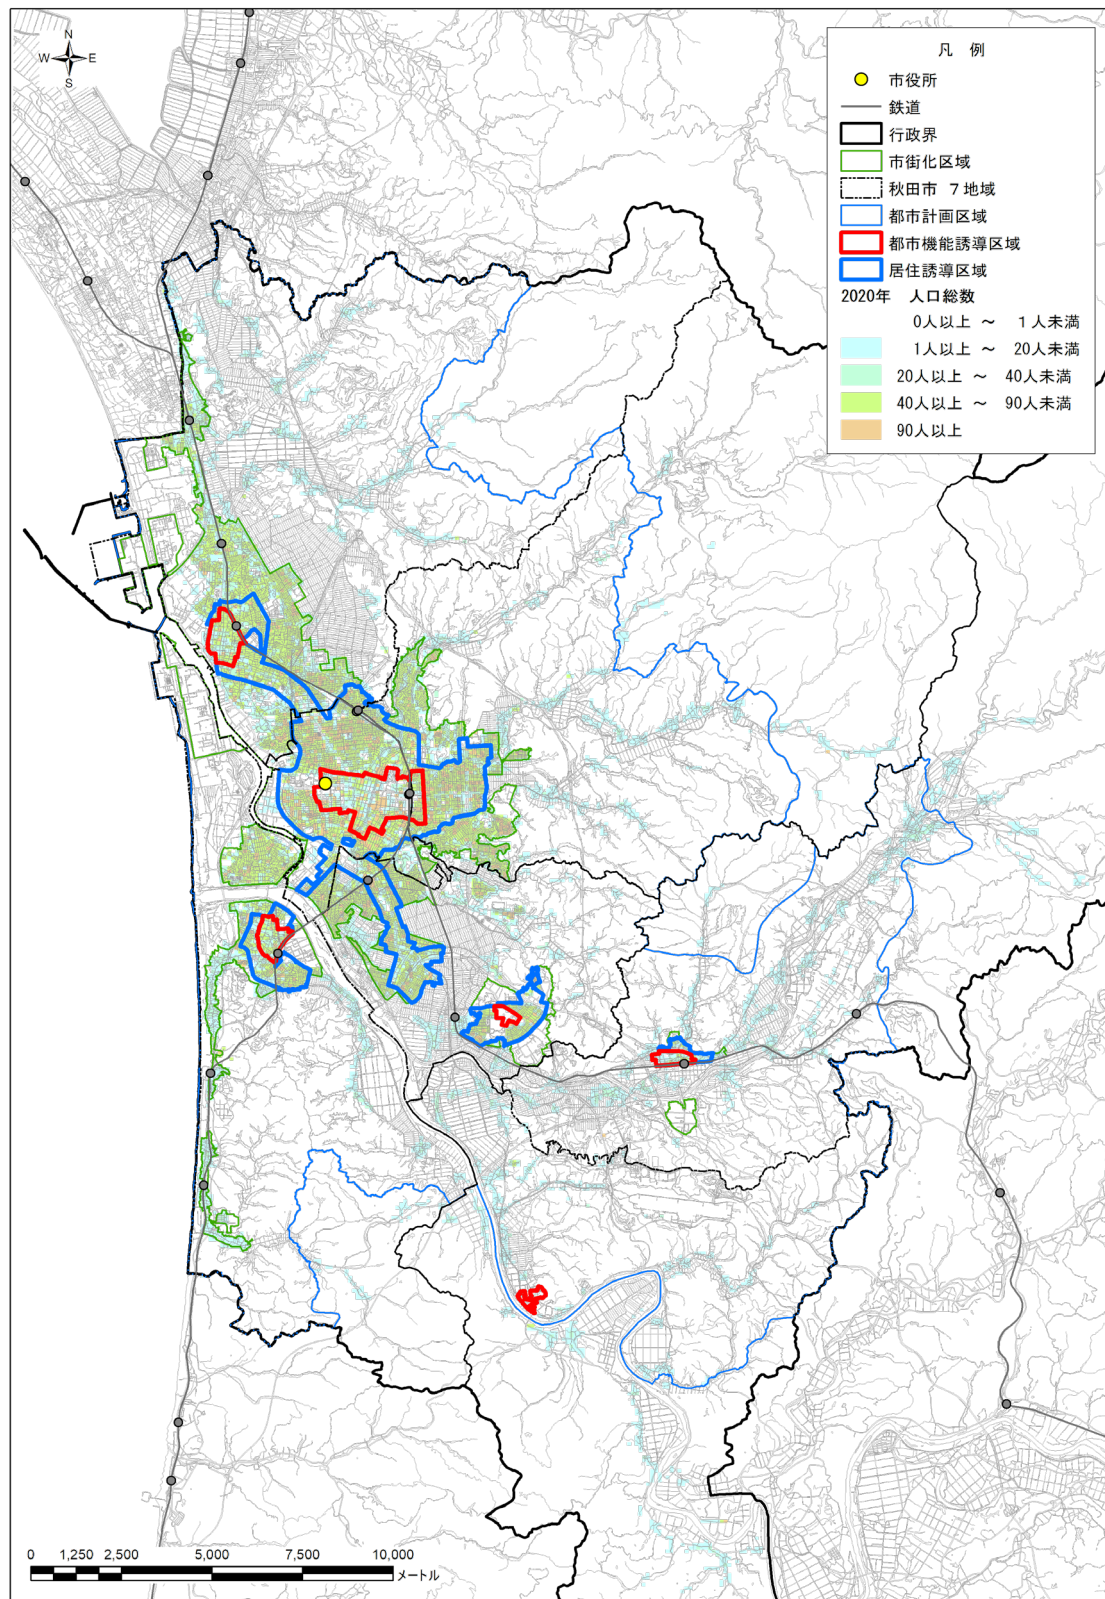 N
W E
S
凡 例
市役所
鉄道
行政界
市街化区域
秋田市 7地域
都市計画区域
都市機能誘導区域
居住誘導区域
2020年 人口総数
0人以上 ～ 1人未満
1人以上 ～ 20人未満
20人以上 ～ 40人未満
40人以上 ～ 90人未満
90人以上
0 1,250 2,500 5,000 7,500 10,000
メートル